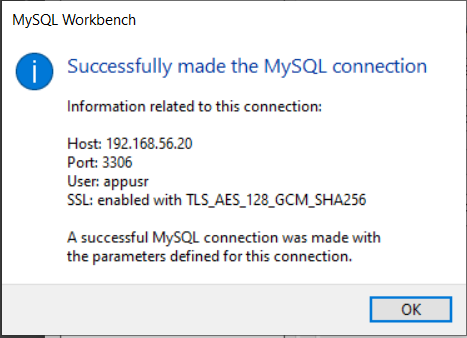 MySQL Workbench
Successfully made the MySQL connection
Information related to this connection:
Host: 192.168.56.20
Port: 3306
User: appusr
SSL: enabled with TLS_AES_128_GCM_SHA256
A successful MySQL connection was made with
the parameters defined for this connection.
OK